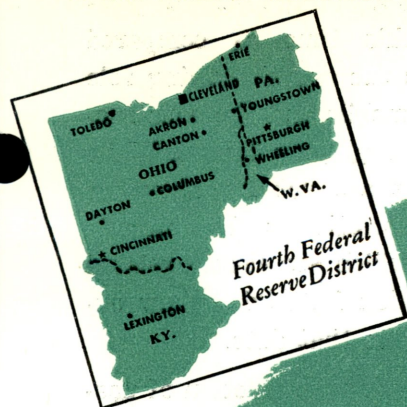 ERIE
CLEVELAND
PA.
YOUNGSTOWN
TOLEDO
AKRON
CANTON
PITTSBURGH
WHEELING
OHIO
COLUMBUS
W.VA.
DAYTON
CINCINNATI
Fourth Federal
Reserve District
LEXINGTON
KY.